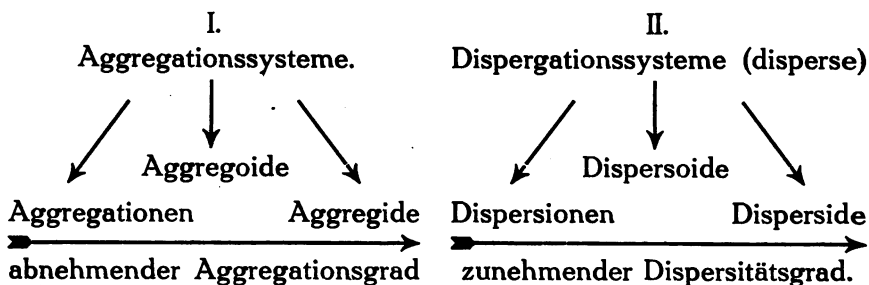 I.
Aggregationssysteme.
Aggregoide
Aggregationen Aggregide
abnehmender Aggregationsgrad
II.
Dispergationssysteme (disperse)
Dispersoide
Dispersionen Disperside
zunehmender Dispersitätsgrad.